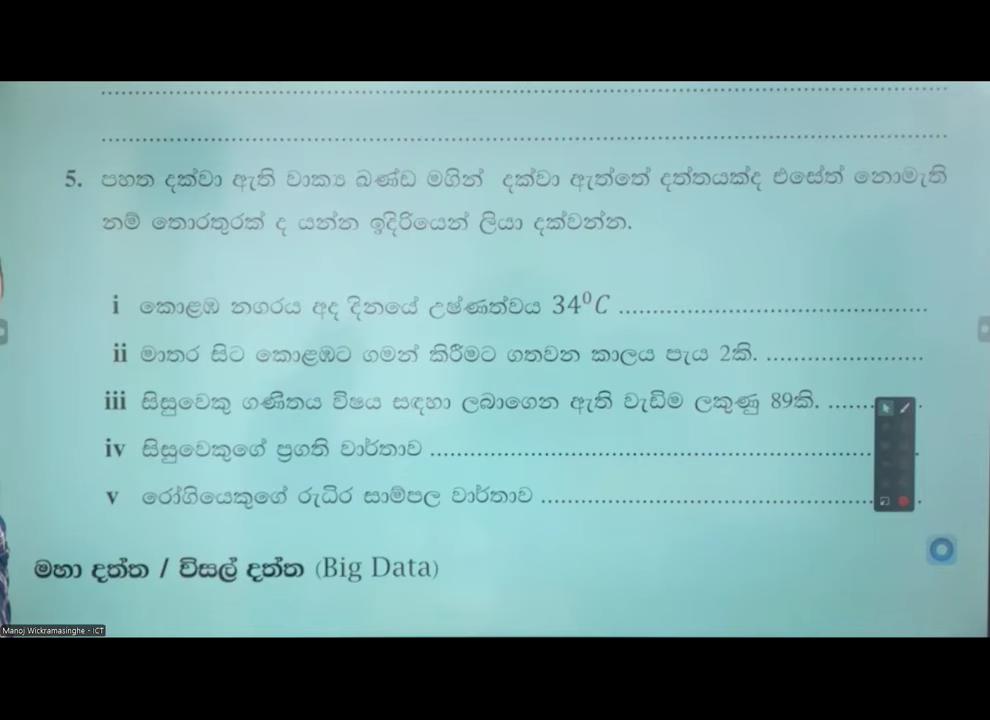 5. පහත දක්වා ඇති වාක්‍ය ඛණ්ඩ මගින් දක්වා ඇත්තේ දත්තයක්ද එසේත් නොමැති
නම් තොරතුරක් ද යන්න ඉදිරියෙන් ලියා දක්වන්න.
i කොළඹ නගරය අද දිනයේ උෂ්ණත්වය 34⁰C ........................................
ii මාතර සිට කොළඹට ගමන් කිරීමට ගතවන කාලය පැය 2කි. ....................
iii සිසුවෙකු ගණිතය විෂය සඳහා ලබාගෙන ඇති වැඩිම ලකුණු 89කි. ..........
iv සිසුවෙකුගේ ප්‍රගති වාර්තාව ............................................................
v රෝගියෙකුගේ රුධිර සාම්පල වාර්තාව ................................................
මහා දත්ත / විසල් දත්ත (Big Data)
Manoj Wickramasinghe - ICT